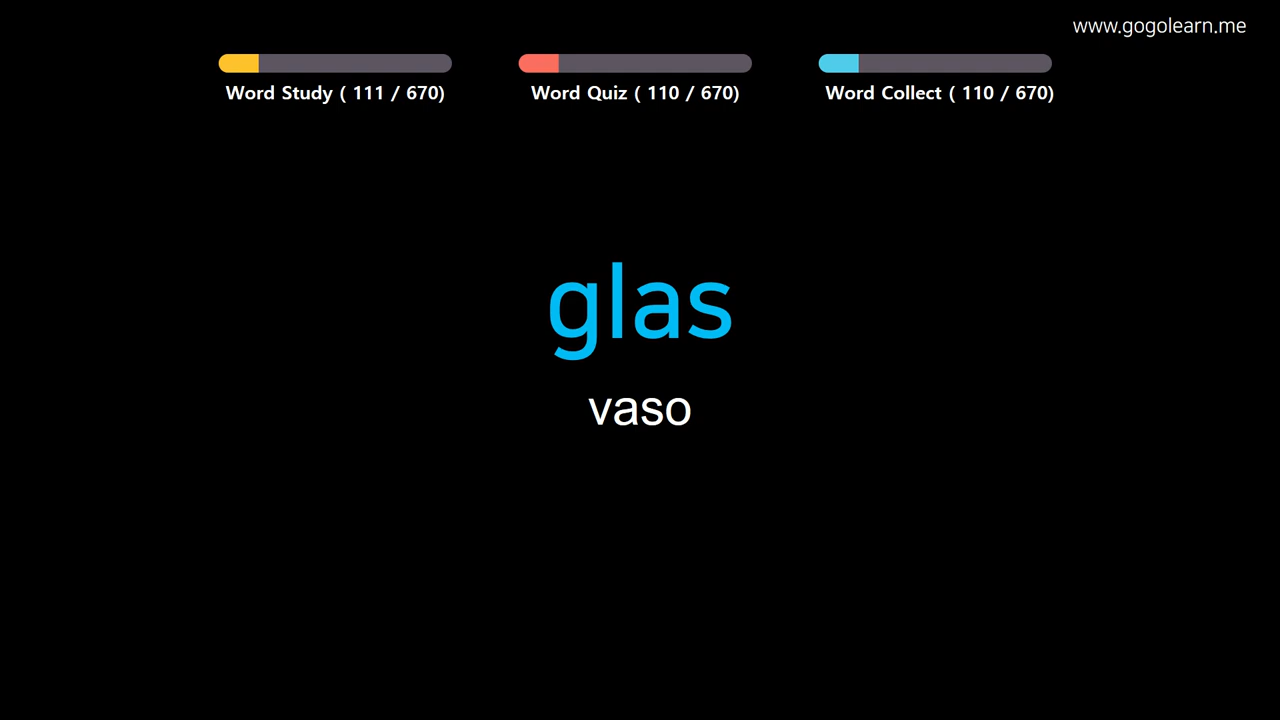 www.gogolearn.me
Word Study ( 111 / 670)
Word Quiz ( 110 / 670)
Word Collect ( 110 / 670)
glas
vaso